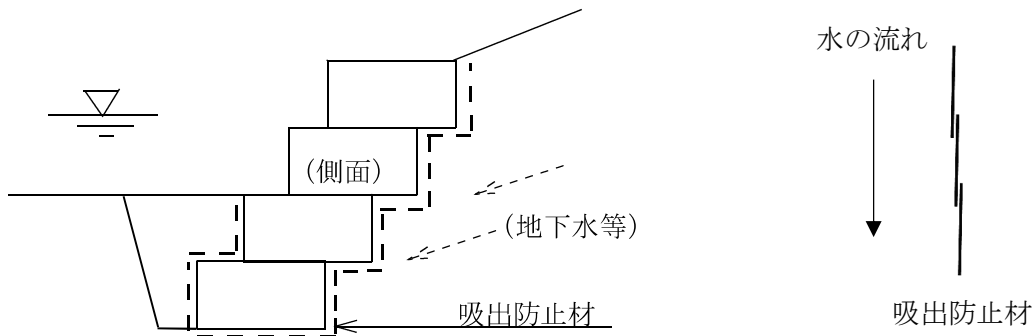 水の流れ
(側面)
(地下水等)
吸出防止材
吸出防止材